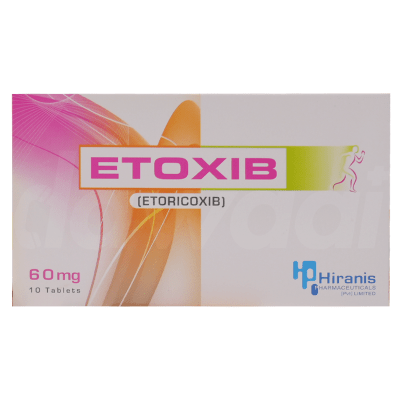 ETOXIB
(ETORICOXIB)
60mg
10 Tablets
Hiranis
PHARMACEUTICALS
(Pvt) LIMITED